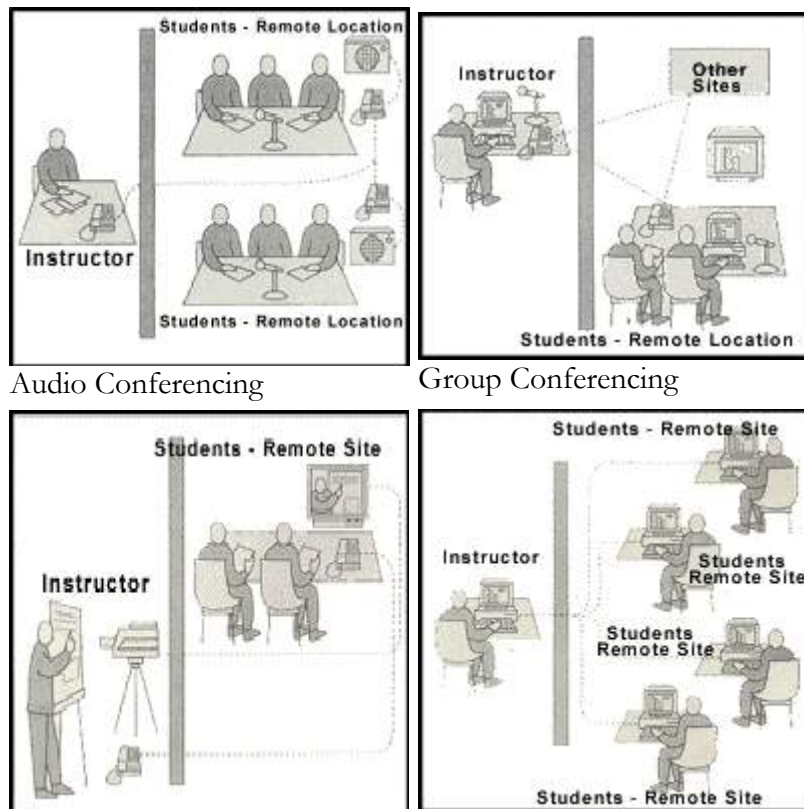 Students - Remote Location
Instructor
Students - Remote Location
Audio Conferencing
Instructor
Other
Sites
Students - Remote Location
Group Conferencing
Students - Remote Site
Instructor
Students - Remote Site
Instructor
Students
Remote Site
Students
Remote Site
Students - Remote Site